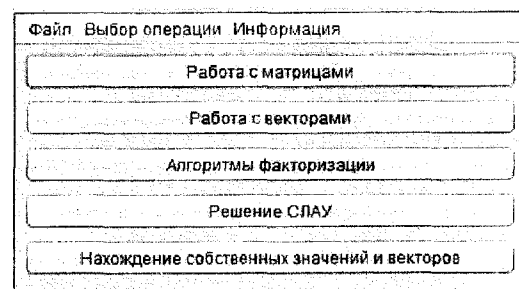 Файл Выбор операции Информация
Работа с матрицами
Работа с векторами
Алгоритмы факторизации
Решение СЛАУ
Нахождение собственных значений и векторов